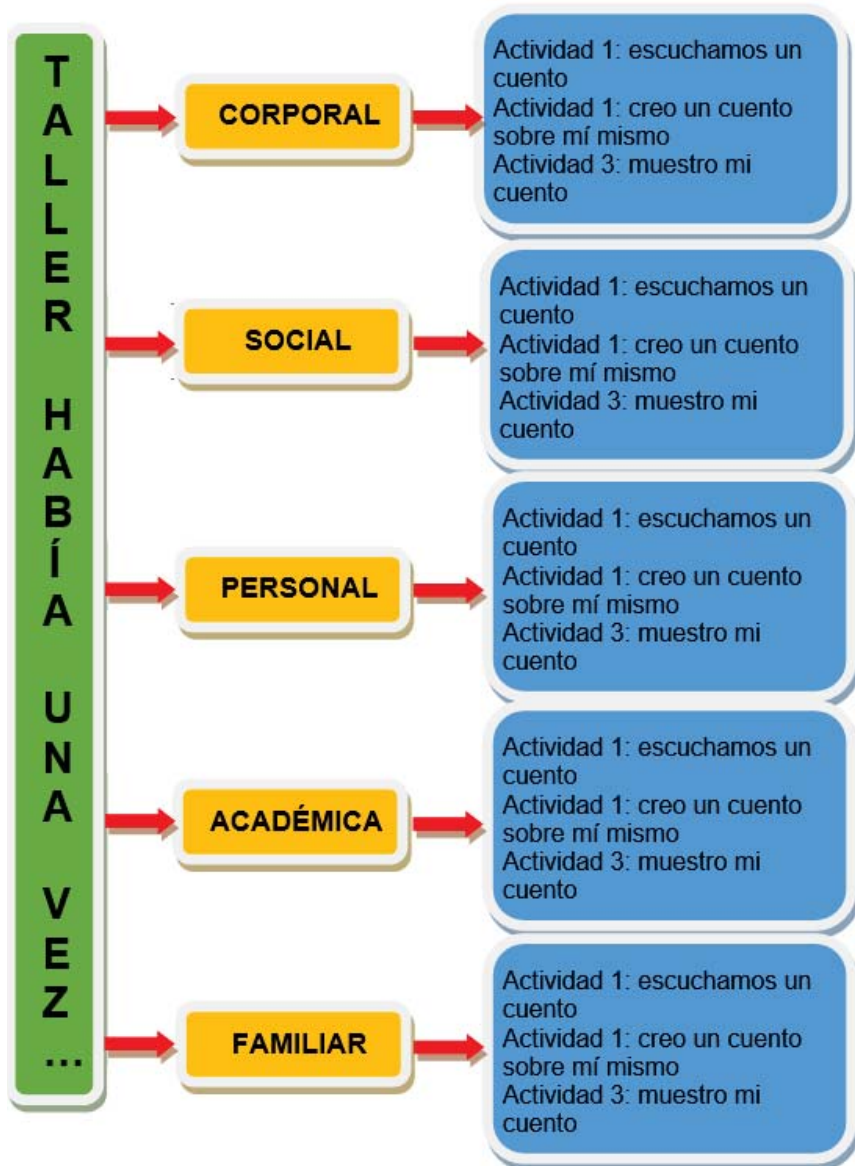 TALLER HABÍA UNA VEZ ...
CORPORAL
Actividad 1: escuchamos un
cuento
Actividad 1: creo un cuento
sobre mí mismo
Actividad 3: muestro mi
cuento
SOCIAL
Actividad 1: escuchamos un
cuento
Actividad 1: creo un cuento
sobre mí mismo
Actividad 3: muestro mi
cuento
PERSONAL
Actividad 1: escuchamos un
cuento
Actividad 1: creo un cuento
sobre mí mismo
Actividad 3: muestro mi
cuento
ACADÉMICA
Actividad 1: escuchamos un
cuento
Actividad 1: creo un cuento
sobre mí mismo
Actividad 3: muestro mi
cuento
FAMILIAR
Actividad 1: escuchamos un
cuento
Actividad 1: creo un cuento
sobre mí mismo
Actividad 3: muestro mi
cuento